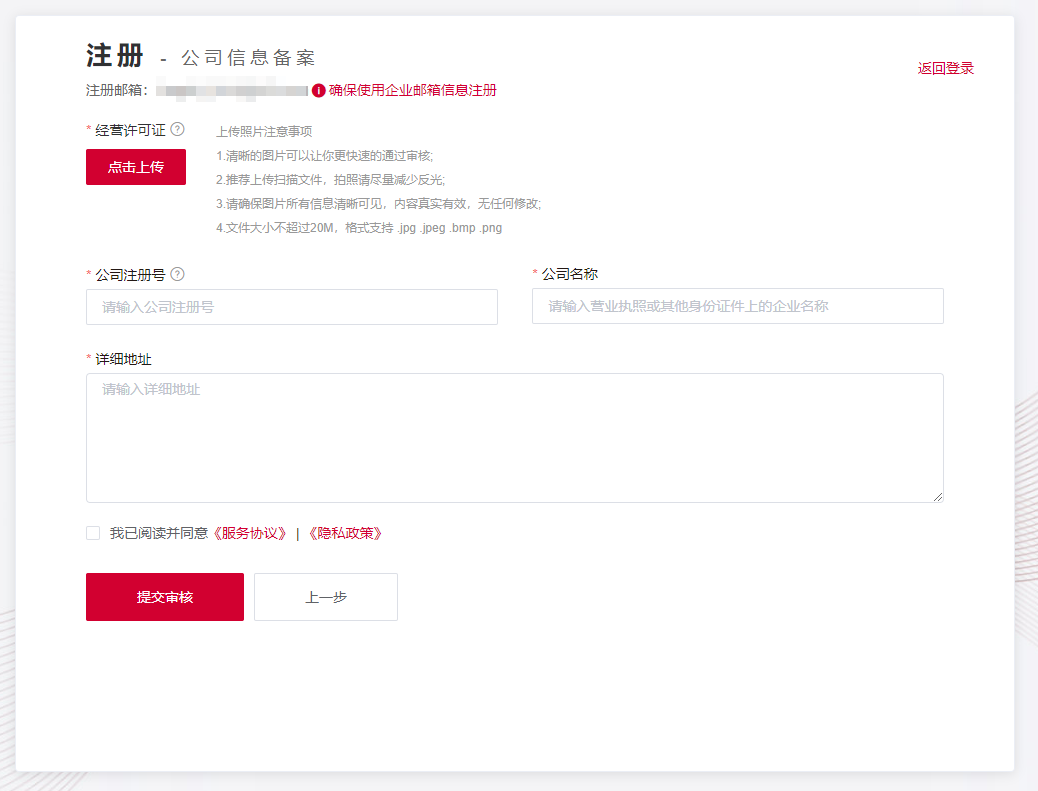 注册 - 公司信息备案
返回登录
注册邮箱：
确保使用企业邮箱信息注册
* 经营许可证 ?
点击上传
上传照片注意事项
1.清晰的图片可以让你更快速的通过审核;
2.推荐上传扫描文件，拍照请尽量减少反光;
3.请确保图片所有信息清晰可见，内容真实有效，无任何修改;
4.文件大小不超过20M，格式支持 .jpg .jpeg .bmp .png
* 公司注册号 ?
请输入公司注册号
* 公司名称
请输入营业执照或其他身份证件上的企业名称
* 详细地址
请输入详细地址
我已阅读并同意《服务协议》 | 《隐私政策》
提交审核
上一步